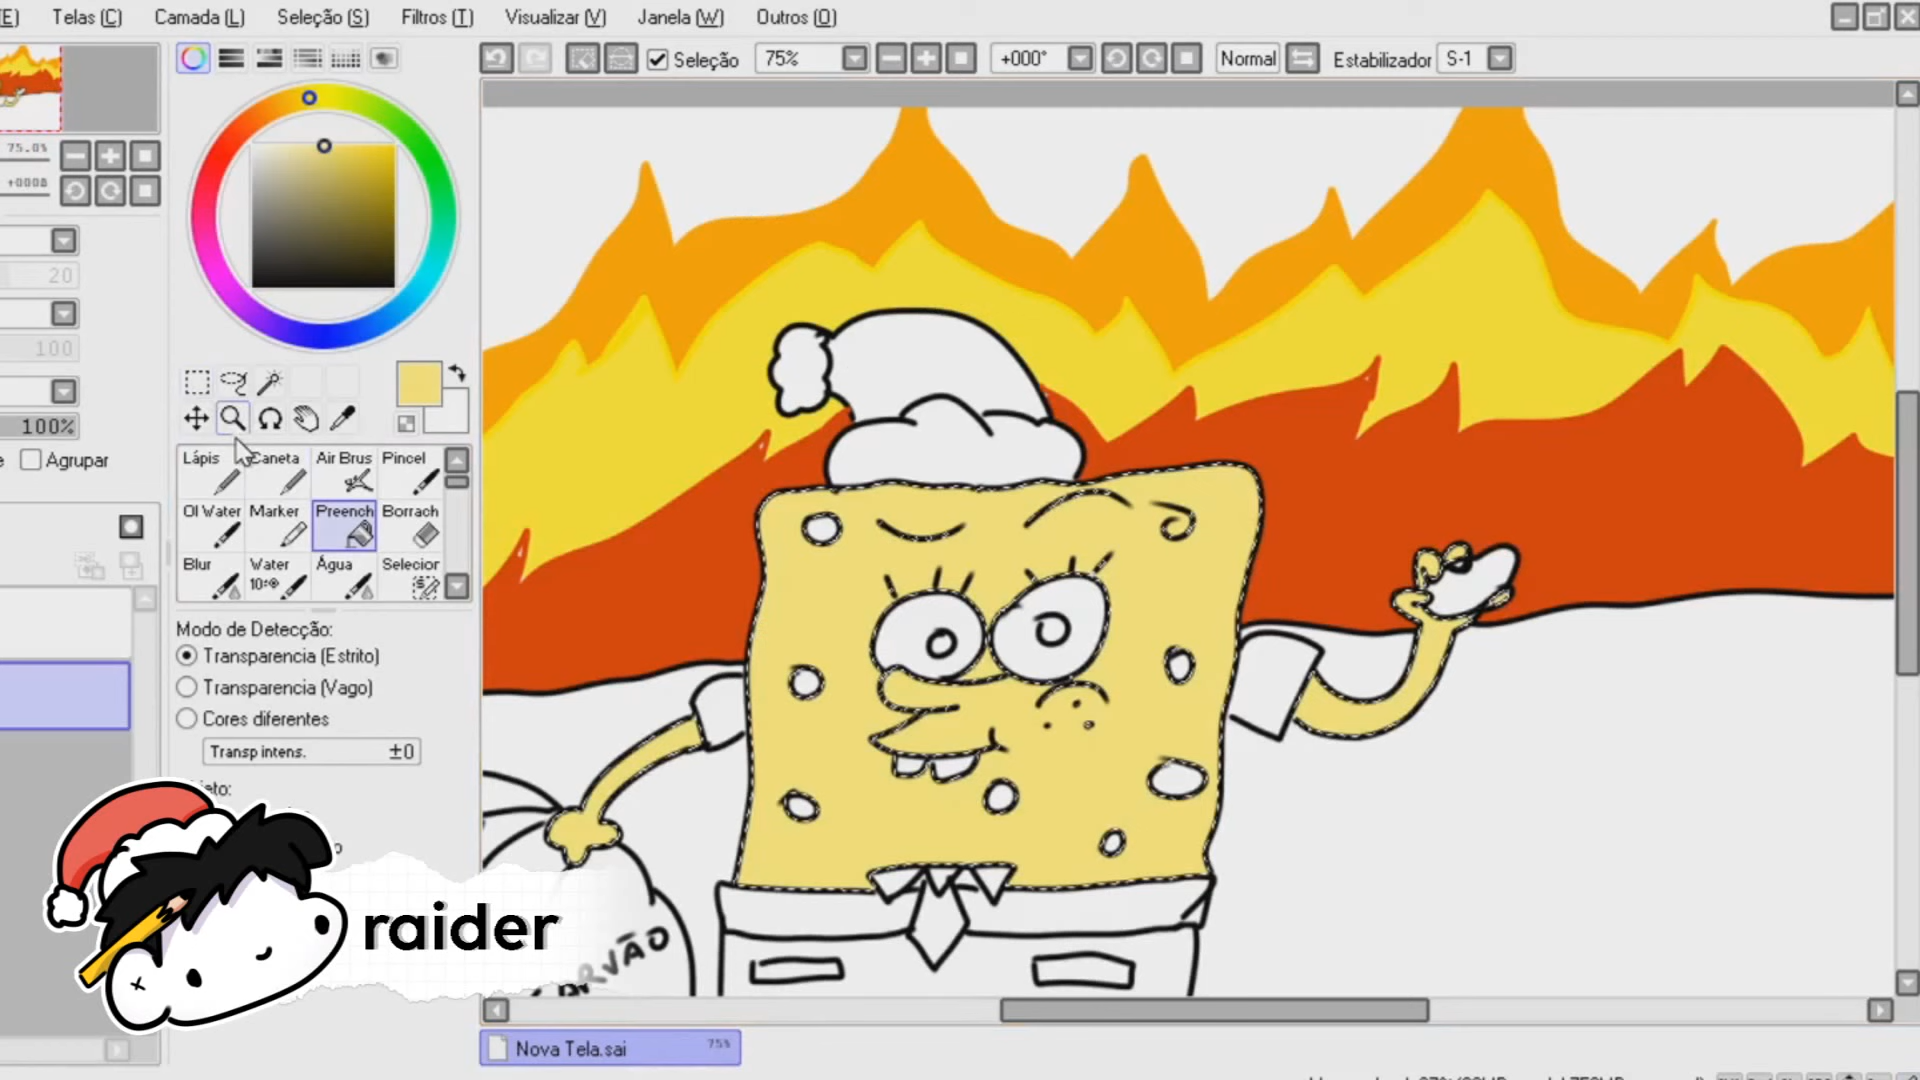 Telas (C) Camada (L) Seleção (S) Filtros (T) Visualizar (V) Janela (W) Outros (O)
Seleção 75% +000° Normal Estabilizador S-1
75.0%
+000θ
20
100
100%
Agrupar
Lápis Caneta Air Brus Pincel
Ol Water Marker Preench Borrach
Blur Water Água Selecior
Modo de Detecção:
Transparencia (Estrito)
Transparencia (Vago)
Cores diferentes
Transp intens. ±0
raider
Nova Tela.sai 75%